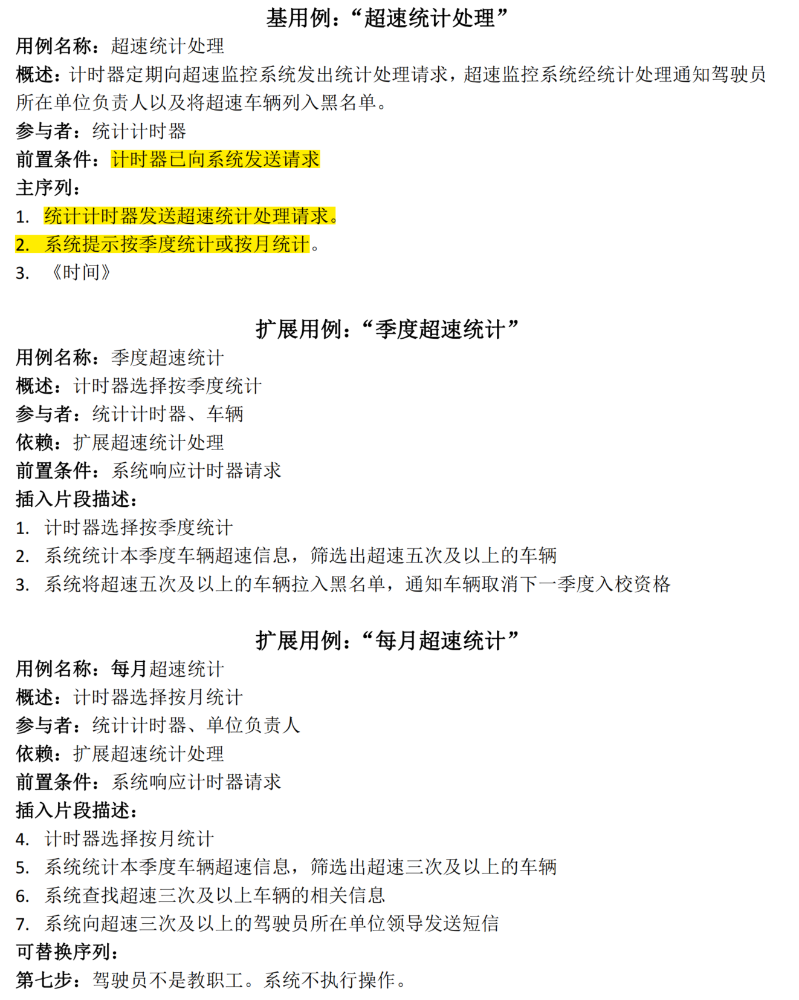 基用例：“超速统计处理”
用例名称：超速统计处理
概述：计时器定期向超速监控系统发出统计处理请求，超速监控系统经统计处理通知驾驶员
所在单位负责人以及将超速车辆列入黑名单。
参与者：统计计时器
前置条件：计时器已向系统发送请求
主序列：
1. 统计计时器发送超速统计处理请求。
2. 系统提示按季度统计或按月统计。
3. 《时间》
扩展用例：“季度超速统计”
用例名称：季度超速统计
概述：计时器选择按季度统计
参与者：统计计时器、车辆
依赖：扩展超速统计处理
前置条件：系统响应计时器请求
插入片段描述：
1. 计时器选择按季度统计
2. 系统统计本季度车辆超速信息，筛选出超速五次及以上的车辆
3. 系统将超速五次及以上的车辆拉入黑名单，通知车辆取消下一季度入校资格
扩展用例：“每月超速统计”
用例名称：每月超速统计
概述：计时器选择按月统计
参与者：统计计时器、单位负责人
依赖：扩展超速统计处理
前置条件：系统响应计时器请求
插入片段描述：
4. 计时器选择按月统计
5. 系统统计本季度车辆超速信息，筛选出超速三次及以上的车辆
6. 系统查找超速三次及以上车辆的相关信息
7. 系统向超速三次及以上的驾驶员所在单位领导发送短信
可替换序列：
第七步：驾驶员不是教职工。系统不执行操作。